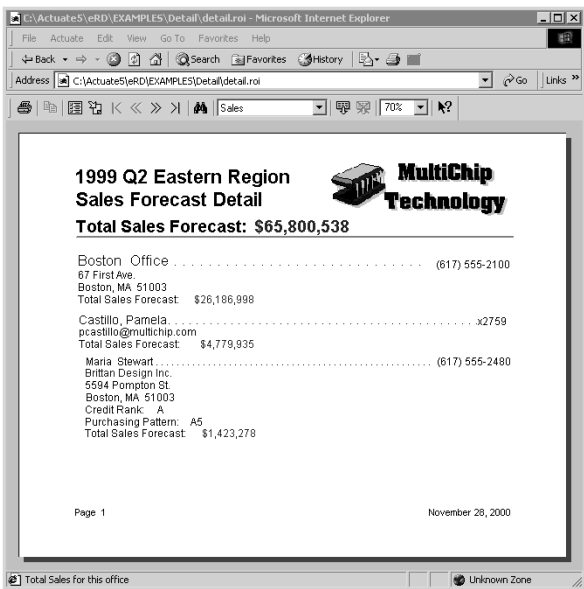 C:\Actuate5\eRD\EXAMPLES\Detail\detail.roi - Microsoft Internet Explorer
File Actuate Edit View Go To Favorites Help
Back Search Favorites History
Address C:\Actuate5\eRD\EXAMPLES\Detail\detail.roi Go Links »
Sales 70%
1999 Q2 Eastern Region
Sales Forecast Detail
MultiChip
Technology
Total Sales Forecast: $65,800,538
Boston Office . . . . . . . . . . . . . . . . . . . . . . . . . . . . . . (617) 555-2100
67 First Ave.
Boston, MA 51003
Total Sales Forecast: $26,186,998
Castillo, Pamela. . . . . . . . . . . . . . . . . . . . . . . . . . . . . . . . . . .x2759
pcastillo@multichip.com
Total Sales Forecast: $4,779,935
Maria Stewart. . . . . . . . . . . . . . . . . . . . . . . . . . . . . . . . . . . (617) 555-2480
Brittan Design Inc.
5594 Pompton St.
Boston, MA 51003
Credit Rank: A
Purchasing Pattern: A5
Total Sales Forecast: $1,423,278
Page 1 November 28, 2000
Total Sales for this office Unknown Zone